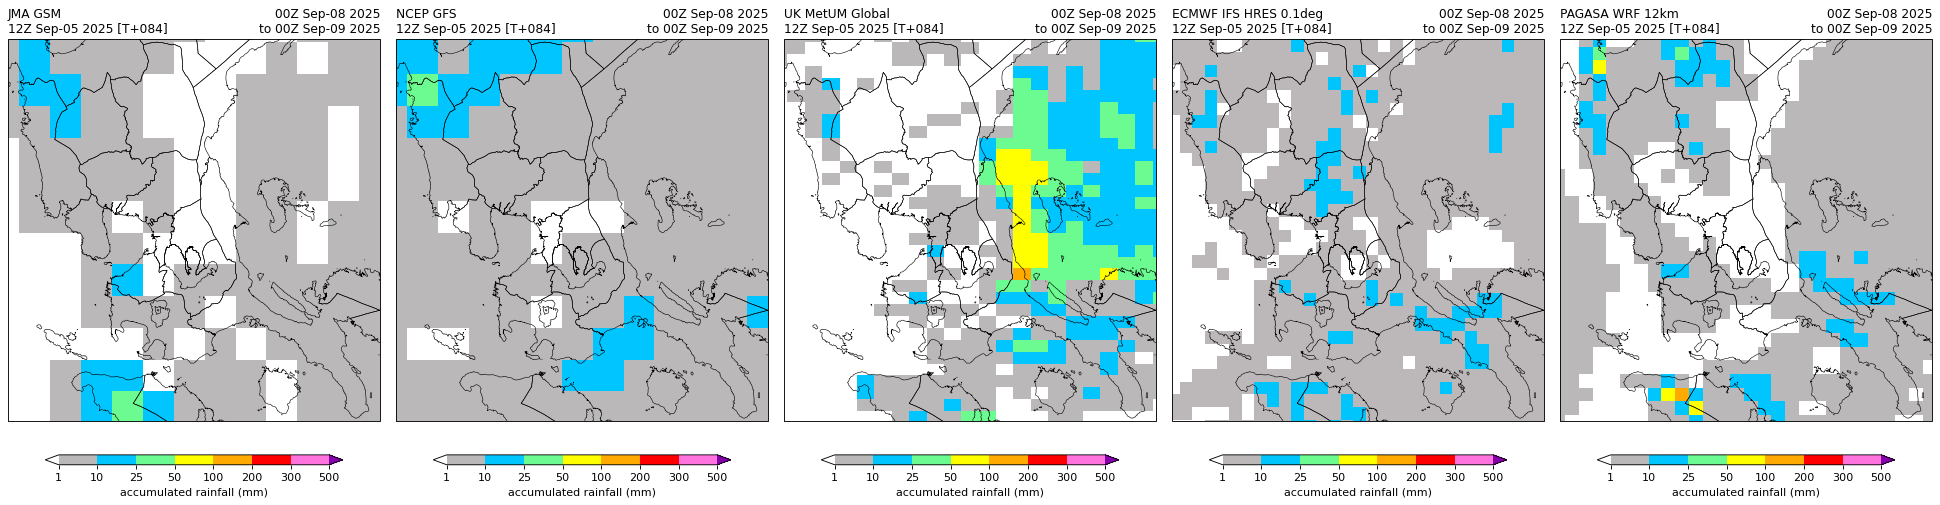 JMA GSM 00Z Sep-08 2025
12Z Sep-05 2025 [T+084] to 00Z Sep-09 2025
1 10 25 50 100 200 300 500
accumulated rainfall (mm)
NCEP GFS 00Z Sep-08 2025
12Z Sep-05 2025 [T+084] to 00Z Sep-09 2025
1 10 25 50 100 200 300 500
accumulated rainfall (mm)
UK MetUM Global 00Z Sep-08 2025
12Z Sep-05 2025 [T+084] to 00Z Sep-09 2025
1 10 25 50 100 200 300 500
accumulated rainfall (mm)
ECMWF IFS HRES 0.1deg 00Z Sep-08 2025
12Z Sep-05 2025 [T+084] to 00Z Sep-09 2025
1 10 25 50 100 200 300 500
accumulated rainfall (mm)
PAGASA WRF 12km 00Z Sep-08 2025
12Z Sep-05 2025 [T+084] to 00Z Sep-09 2025
1 10 25 50 100 200 300 500
accumulated rainfall (mm)